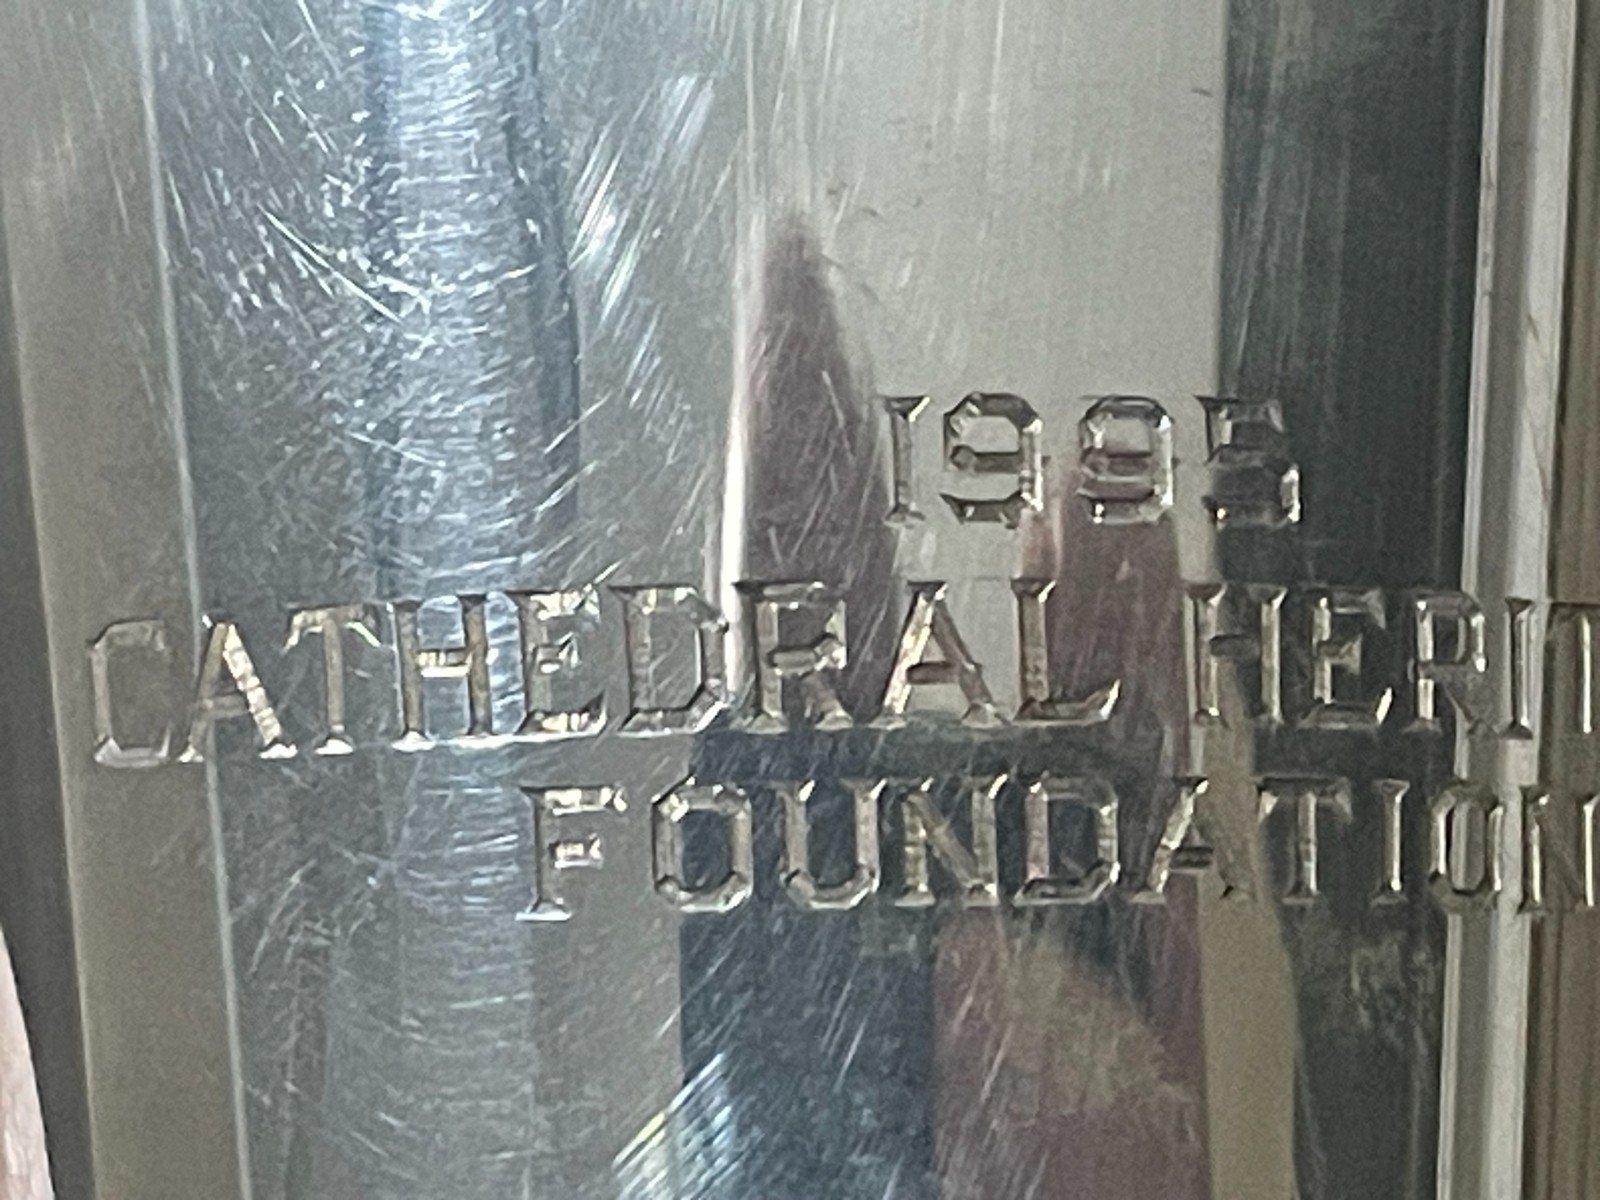 1995
CATHEDRAL HERIT
FOUNDATION